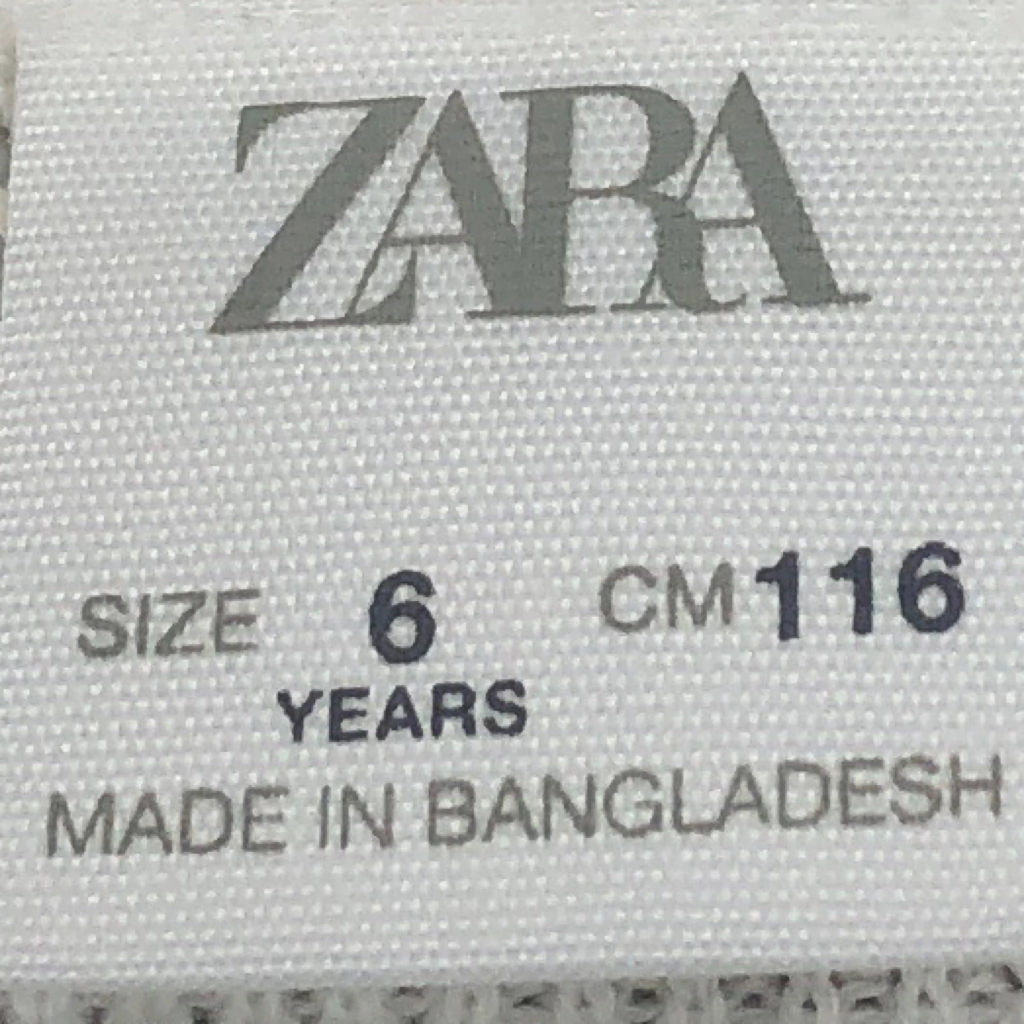 ZARA
SIZE 6 CM 116
YEARS
MADE IN BANGLADESH